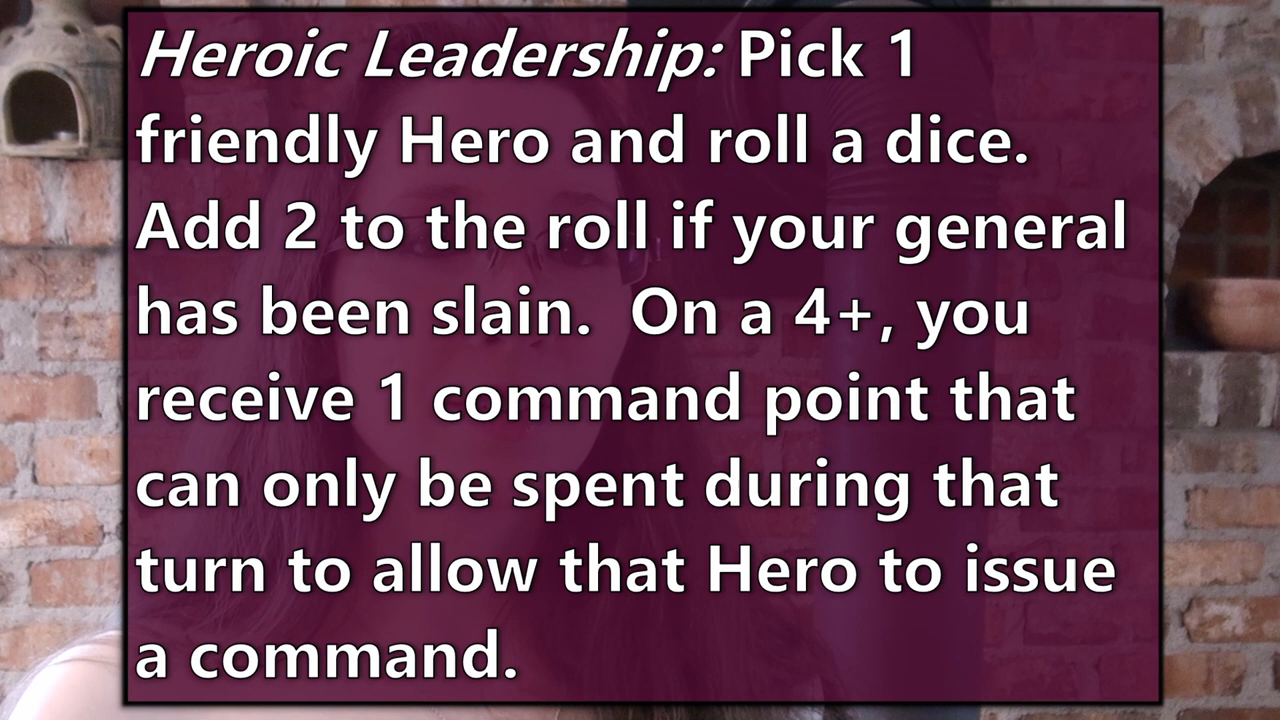 Heroic Leadership: Pick 1
friendly Hero and roll a dice.
Add 2 to the roll if your general
has been slain.  On a 4+, you
receive 1 command point that
can only be spent during that
turn to allow that Hero to issue
a command.